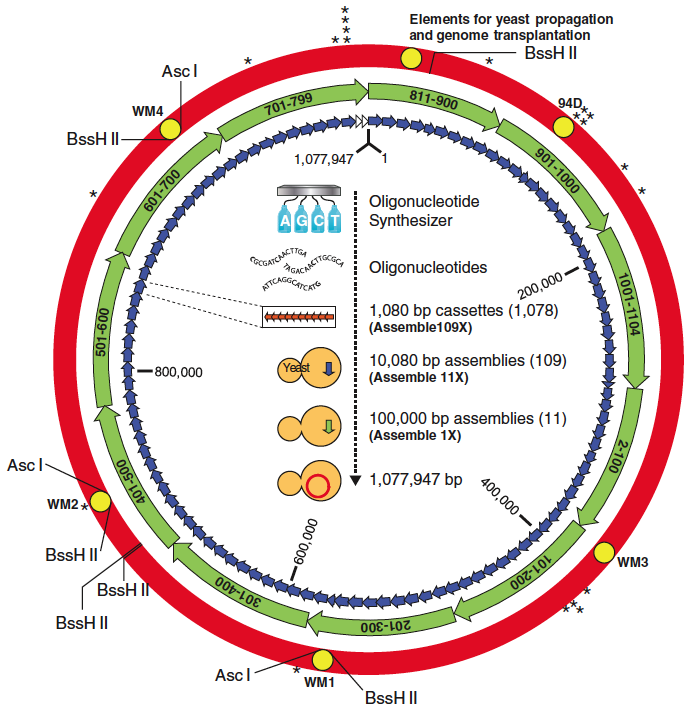 *
*
*
* *
Elements for yeast propagation
and genome transplantation
BssH II
*
*
Asc I
WM4
BssH II
701-799
811-900
94D
*
**
**
901-1000
*
*
*
601-700
1,077,947
1
A G C T
Oligonucleotide
Synthesizer
CGCGATCAACTTGA
TAGACAACTTGCGCA
ATTCAGGCATCATG
Oligonucleotides
200,000
1001-1104
1,080 bp cassettes (1,078)
(Assemble109X)
501-600
800,000
Yeast
10,080 bp assemblies (109)
(Assemble 11X)
100,000 bp assemblies (11)
(Assemble 1X)
2-100
1,077,947 bp
400,000
Asc I
401-500
WM2
*
BssH II
BssH II
BssH II
600,000
101-200
WM3
*
***
301-400
201-300
Asc I
*
WM1
BssH II